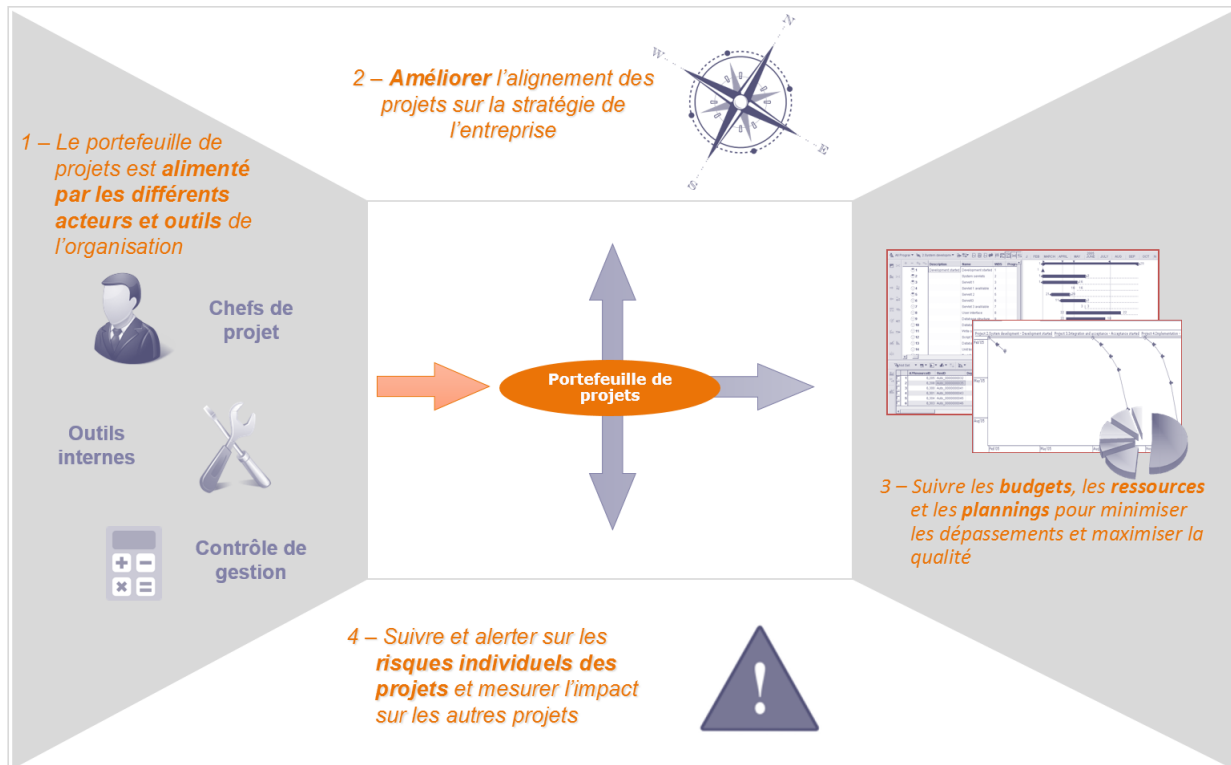 2 – Améliorer l'alignement des
projets sur la stratégie de
l'entreprise
N
W
E
S
1 – Le portefeuille de
projets est alimenté
par les différents
acteurs et outils de
l'organisation
Chefs de
projet
Outils
internes
Contrôle de
gestion
Portefeuille de
projets
Description
Name
3 – Suivre les budgets, les ressources
et les plannings pour minimiser
les dépassements et maximiser la
qualité
4 – Suivre et alerter sur les
risques individuels des
projets et mesurer l'impact
sur les autres projets